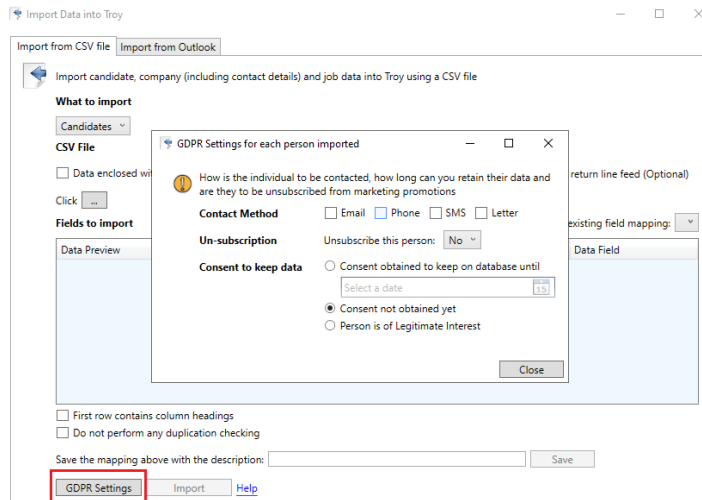 Import Data into Troy
Import from CSV file
Import from Outlook
Import candidate, company (including contact details) and job data into Troy using a CSV file
What to import
Candidates
CSV File
Data enclosed wi
return line feed (Optional)
Click ...
Fields to import
existing field mapping:
Data Preview
Data Field
GDPR Settings for each person imported
How is the individual to be contacted, how long can you retain their data and
are they to be unsubscribed from marketing promotions
Contact Method Email Phone SMS Letter
Un-subscription Unsubscribe this person: No
Consent to keep data Consent obtained to keep on database until
Select a date 15
Consent not obtained yet
Person is of Legitimate Interest
Close
First row contains column headings
Do not perform any duplication checking
Save the mapping above with the description: Save
GDPR Settings Import Help